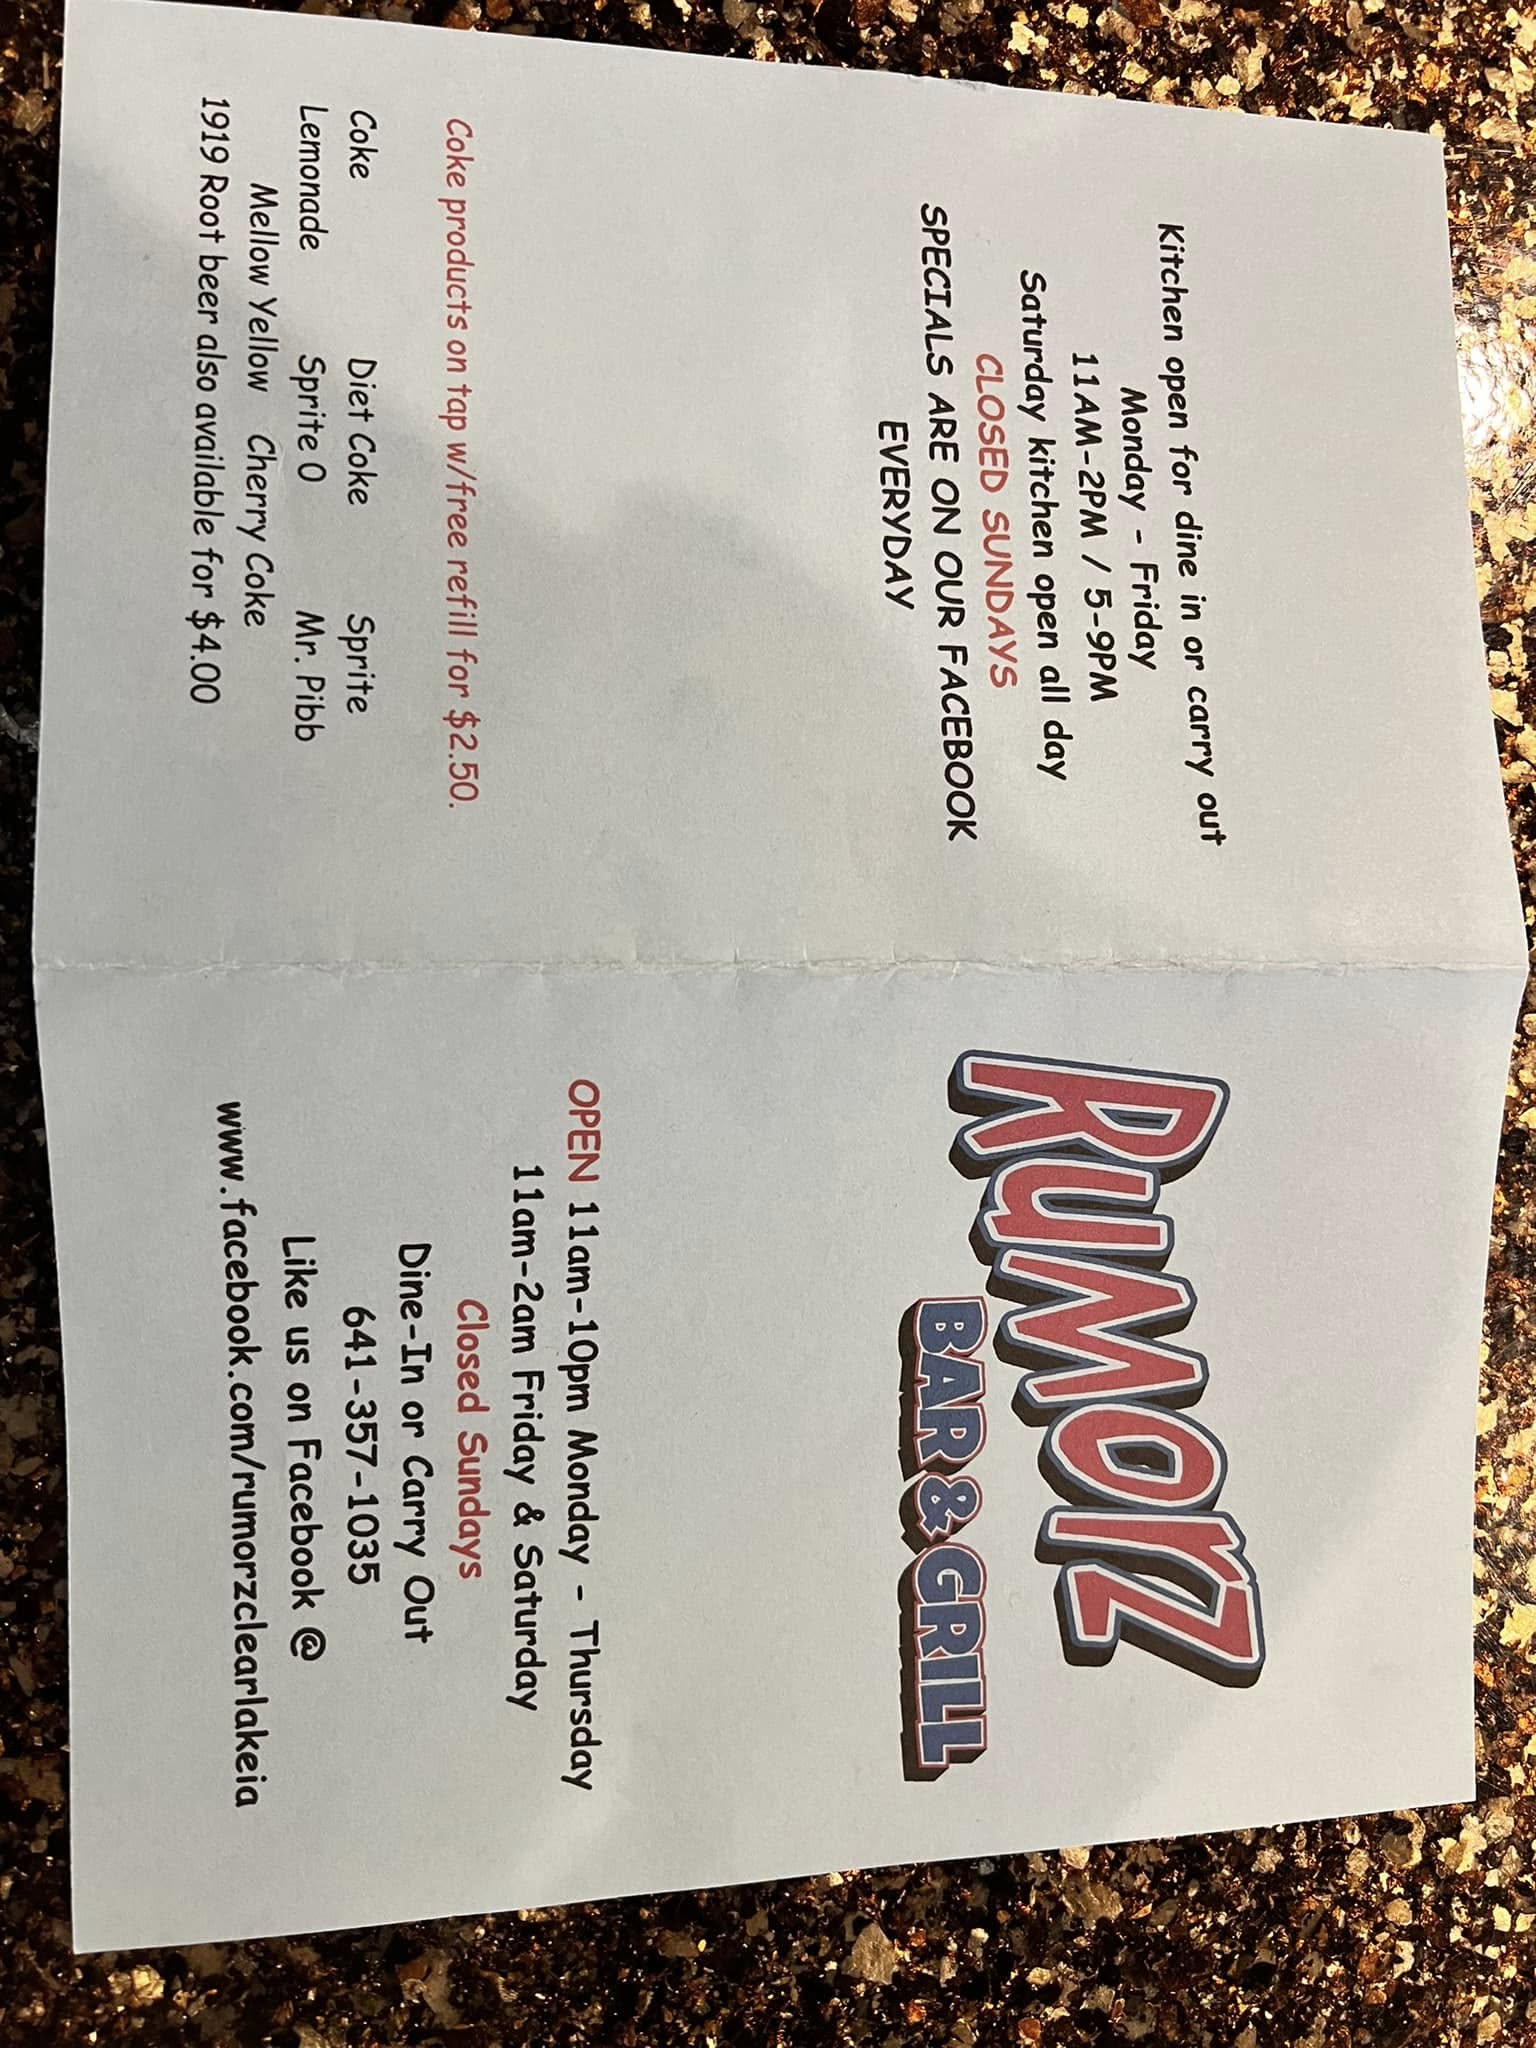 Kitchen open for dine in or carry out
Monday - Friday
11AM-2PM / 5-9PM
Saturday kitchen open all day
CLOSED SUNDAYS
SPECIALS ARE ON OUR FACEBOOK
EVERYDAY
Coke products on tap w/free refill for $2.50.
Coke Diet Coke Sprite
Lemonade Sprite 0 Mr. Pibb
Mellow Yellow Cherry Coke
1919 Root beer also available for $4.00
RUMORZ
BAR & GRILL
OPEN 11am-10pm Monday - Thursday
11am-2am Friday & Saturday
Closed Sundays
Dine-In or Carry Out
641-357-1035
Like us on Facebook @
www.facebook.com/rumorzclearlakeia